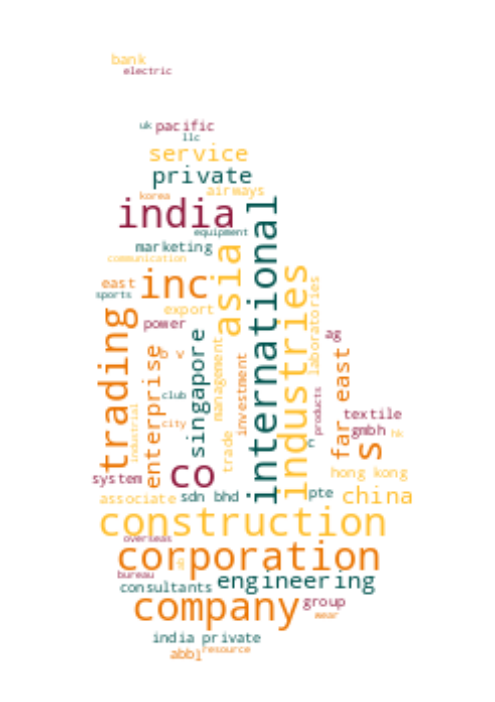 bank
electric
uk pacific
llc
service
private
korea airways
india
equipment
international
marketing
asia
communication
east
inc
industries
sports
laboratories
export
trading
power
singapore
ag
management
enterprise
b v
investment
far east
club
products
textile
industrial
city
trade
gmbh
hk
s
c
system
co
hong kong
associate
sdn bhd
pte
china
construction
overseas
corporation
bureau
engineering
consultants
company
group
wear
india private
abbl
resource